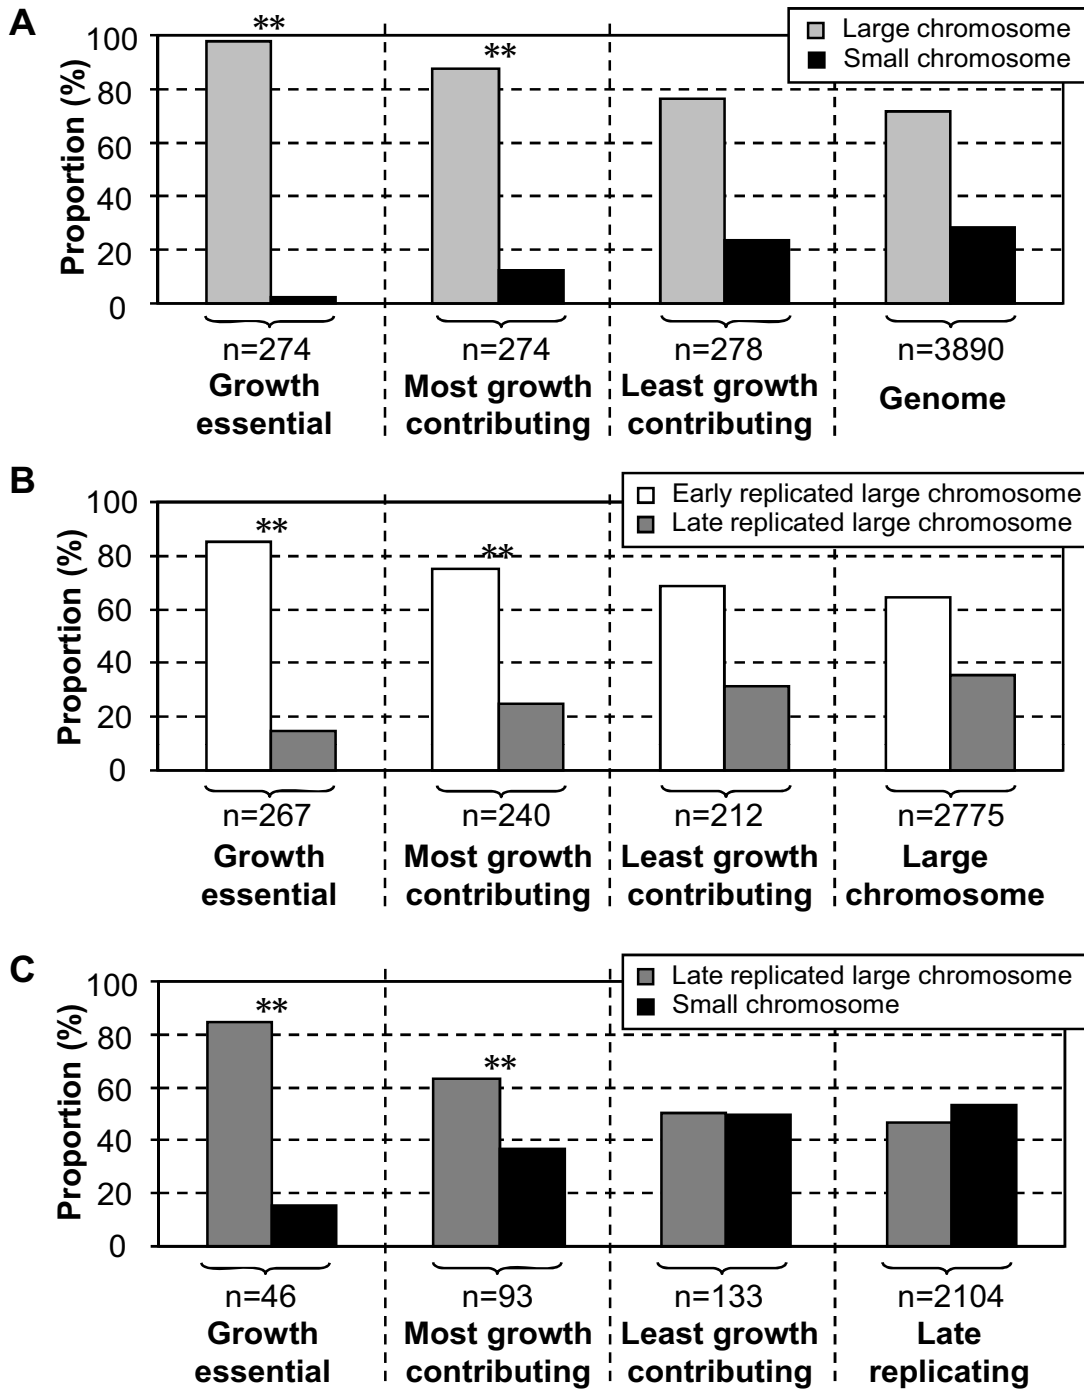 A
**
**
Large chromosome
Small chromosome
Proportion (%)
100
80
60
40
20
0
n=274
n=274
n=278
n=3890
Growth
essential
Most growth
contributing
Least growth
contributing
Genome
B
**
**
Early replicated large chromosome
Late replicated large chromosome
Proportion (%)
100
80
60
40
20
0
n=267
n=240
n=212
n=2775
Growth
essential
Most growth
contributing
Least growth
contributing
Large
chromosome
C
**
**
Late replicated large chromosome
Small chromosome
Proportion (%)
100
80
60
40
20
0
n=46
n=93
n=133
n=2104
Growth
essential
Most growth
contributing
Least growth
contributing
Late
replicating